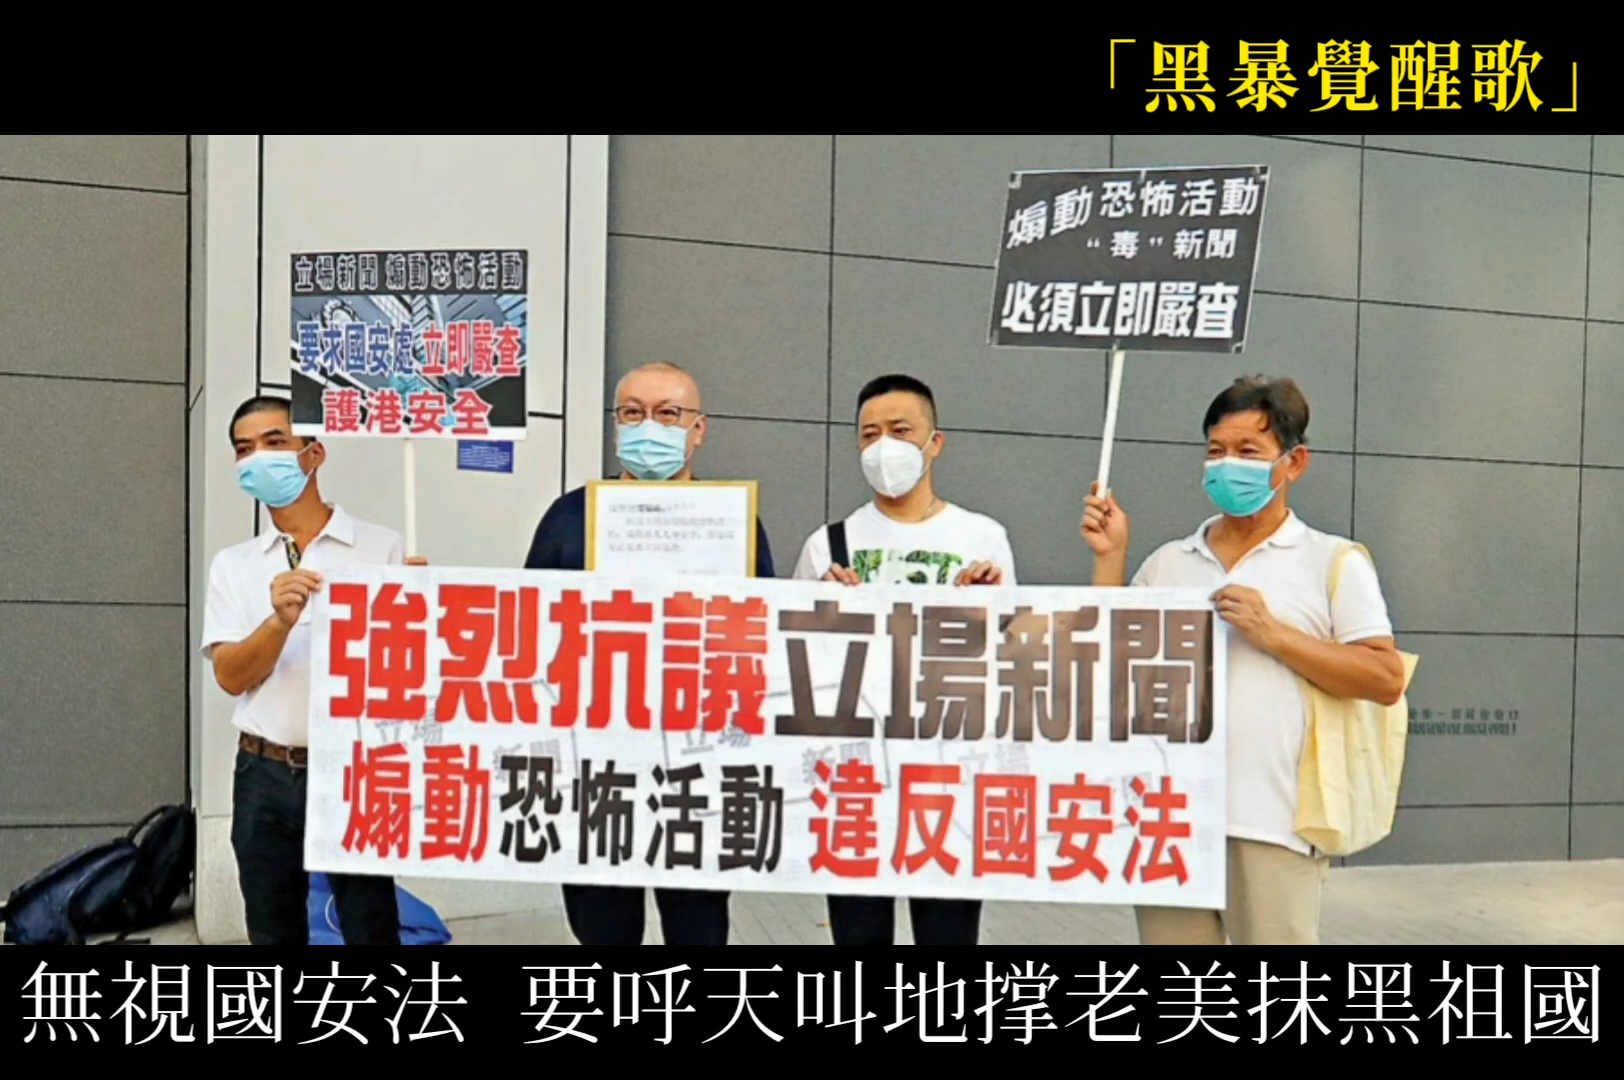 「黑暴覺醒歌」
立場新聞 煽動恐怖活動
要求國安處 立即嚴查
護港安全
煽動恐怖活動
“毒”新聞
必須立即嚴查
強烈抗議立場新聞
煽動恐怖活動 違反國安法
無視國安法 要呼天叫地撑老美抹黑祖國